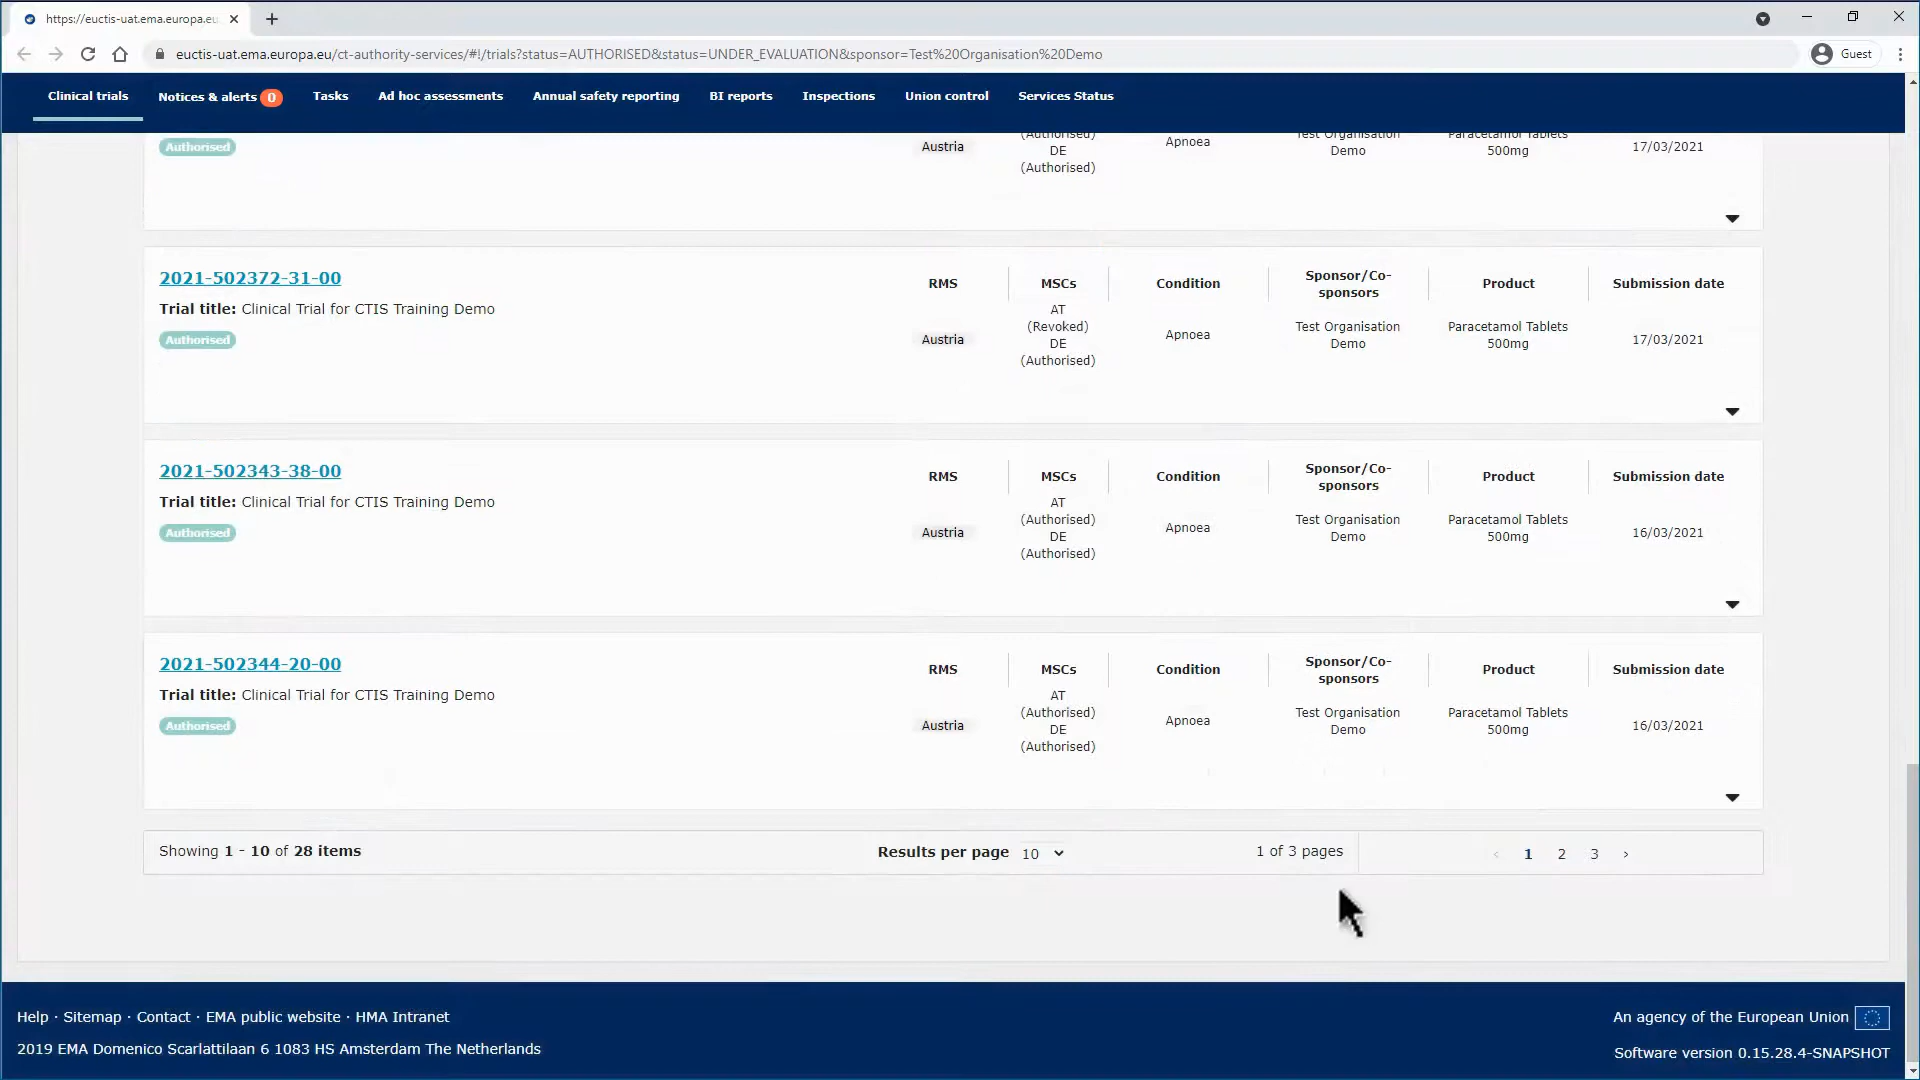 https://euctis-uat.ema.europa.eu
euctis-uat.ema.europa.eu/ct-authority-services/#!/trials?status=AUTHORISED&status=UNDER_EVALUATION&sponsor=Test%20Organisation%20Demo
Guest
Clinical trials
Notices & alerts 0
Tasks
Ad hoc assessments
Annual safety reporting
BI reports
Inspections
Union control
Services Status
(Authorised)
Test Organisation
Paracetamol Tablets
Authorised
Austria
DE
Apnoea
Demo
500mg
17/03/2021
(Authorised)
2021-502372-31-00
RMS
MSCs
Condition
Sponsor/Co-
sponsors
Product
Submission date
Trial title: Clinical Trial for CTIS Training Demo
Authorised
Austria
AT
(Revoked)
DE
(Authorised)
Apnoea
Test Organisation
Demo
Paracetamol Tablets
500mg
17/03/2021
2021-502343-38-00
RMS
MSCs
Condition
Sponsor/Co-
sponsors
Product
Submission date
Trial title: Clinical Trial for CTIS Training Demo
Authorised
Austria
AT
(Authorised)
DE
(Authorised)
Apnoea
Test Organisation
Demo
Paracetamol Tablets
500mg
16/03/2021
2021-502344-20-00
RMS
MSCs
Condition
Sponsor/Co-
sponsors
Product
Submission date
Trial title: Clinical Trial for CTIS Training Demo
Authorised
Austria
AT
(Authorised)
DE
(Authorised)
Apnoea
Test Organisation
Demo
Paracetamol Tablets
500mg
16/03/2021
Showing 1 - 10 of 28 items
Results per page 10
1 of 3 pages
‹ 1 2 3 ›
Help · Sitemap · Contact · EMA public website · HMA Intranet
An agency of the European Union
2019 EMA Domenico Scarlattilaan 6 1083 HS Amsterdam The Netherlands
Software version 0.15.28.4-SNAPSHOT